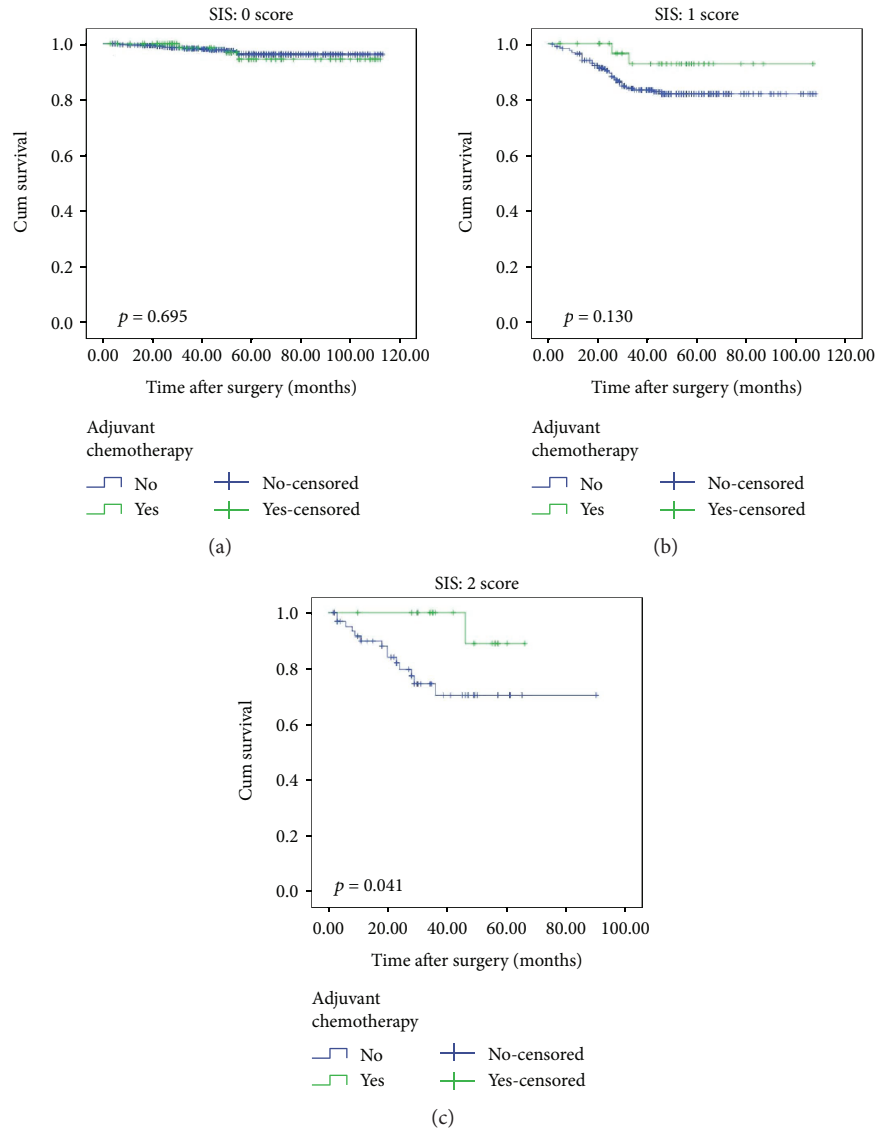 SIS: 0 score
1.0
0.8
0.6
0.4
0.2
0.0
Cum survival
p = 0.695
0.00 20.00 40.00 60.00 80.00 100.00 120.00
Time after surgery (months)
Adjuvant
chemotherapy
No No-censored
Yes Yes-censored
(a)
SIS: 1 score
1.0
0.8
0.6
0.4
0.2
0.0
Cum survival
p = 0.130
0.00 20.00 40.00 60.00 80.00 100.00 120.00
Time after surgery (months)
Adjuvant
chemotherapy
No No-censored
Yes Yes-censored
(b)
SIS: 2 score
1.0
0.8
0.6
0.4
0.2
0.0
Cum survival
p = 0.041
0.00 20.00 40.00 60.00 80.00 100.00
Time after surgery (months)
Adjuvant
chemotherapy
No No-censored
Yes Yes-censored
(c)